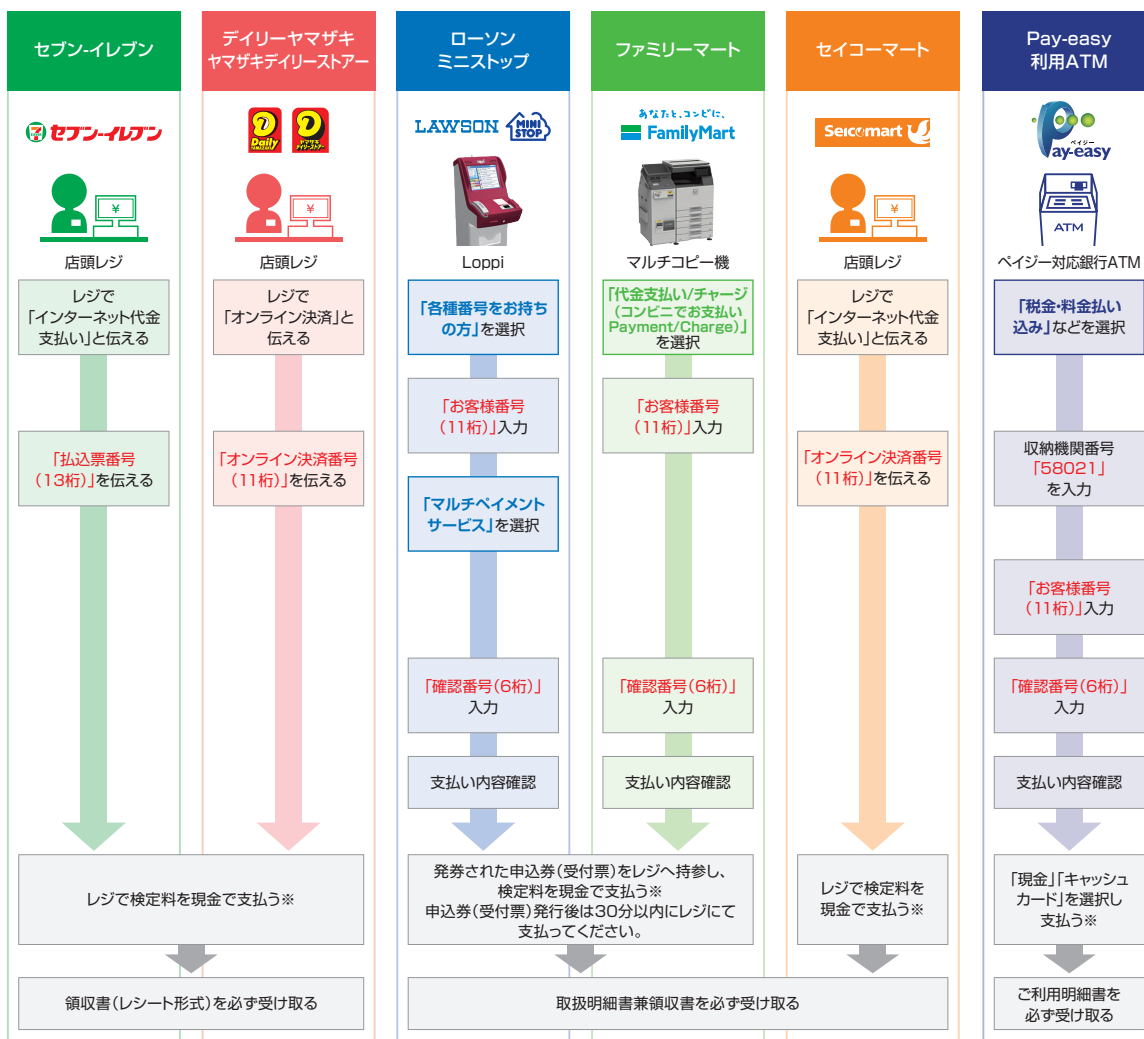 セブン-イレブン
デイリーヤマザキ
ヤマザキデイリーストアー
ローソン
ミニストップ
ファミリーマート
セイコーマート
Pay-easy
利用ATM
セブン-イレブン
Daily
YAMAZAKI
ヤマザキ
デイリーストアー
LAWSON
MINI
STOP
あなたと、コンビに、
FamilyMart
Seicomart
ペイジー
Pay-easy
¥
¥
¥
ATM
店頭レジ
店頭レジ
Loppi
マルチコピー機
店頭レジ
ペイジー対応銀行ATM
レジで
「インターネット代金
支払い」と伝える
レジで
「オンライン決済」と
伝える
「各種番号をお持ち
の方」を選択
「代金支払い/チャージ
(コンビニでお支払い
Payment/Charge)」
を選択
レジで
「インターネット代金
支払い」と伝える
「税金・料金払い
込み」などを選択
「お客様番号
(11桁)」入力
「お客様番号
(11桁)」入力
「払込票番号
(13桁)」を伝える
「オンライン決済番号
(11桁)」を伝える
「マルチペイメント
サービス」を選択
「オンライン決済番号
(11桁)」を伝える
収納機関番号
「58021」
を入力
「お客様番号
(11桁)」入力
「確認番号(6桁)」
入力
「確認番号(6桁)」
入力
「確認番号(6桁)」
入力
支払い内容確認
支払い内容確認
支払い内容確認
レジで検定料を現金で支払う※
発券された申込券(受付票)をレジへ持参し、
検定料を現金で支払う※
申込券(受付票)発行後は30分以内にレジにて
支払ってください。
レジで検定料を
現金で支払う※
「現金」「キャッシュ
カード」を選択し
支払う※
領収書(レシート形式)を必ず受け取る
取扱明細書兼領収書を必ず受け取る
ご利用明細書を
必ず受け取る